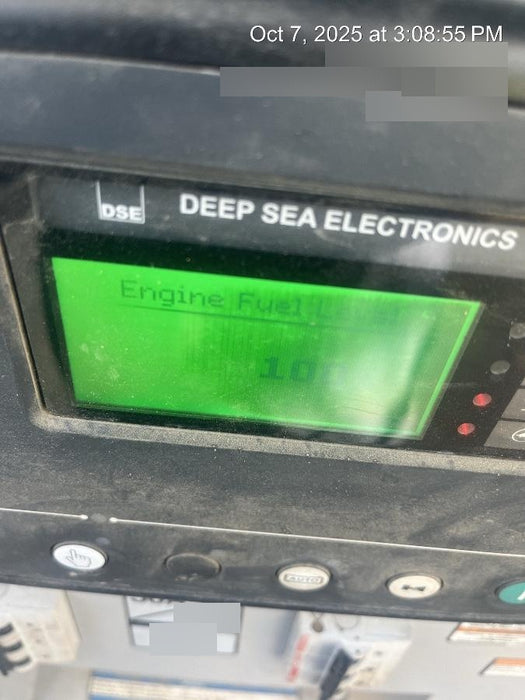 Oct 7, 2025 at 3:08:55 PM
DSE
DEEP SEA ELECTRONICS
Engine Fuel
AUTO